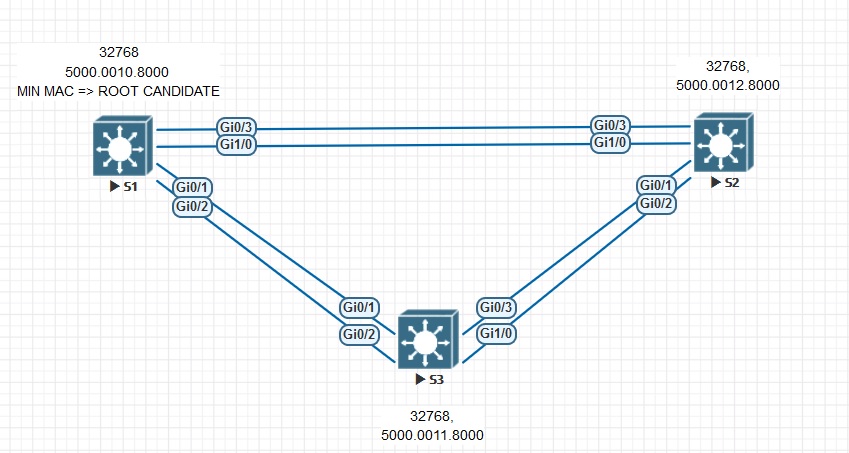 32768
5000.0010.8000
MIN MAC => ROOT CANDIDATE
32768,
5000.0012.8000
Gi0/3
Gi0/3
Gi1/0
Gi1/0
S1
S2
Gi0/1
Gi0/1
Gi0/2
Gi0/2
Gi0/1
Gi0/3
Gi0/2
Gi1/0
S3
32768,
5000.0011.8000